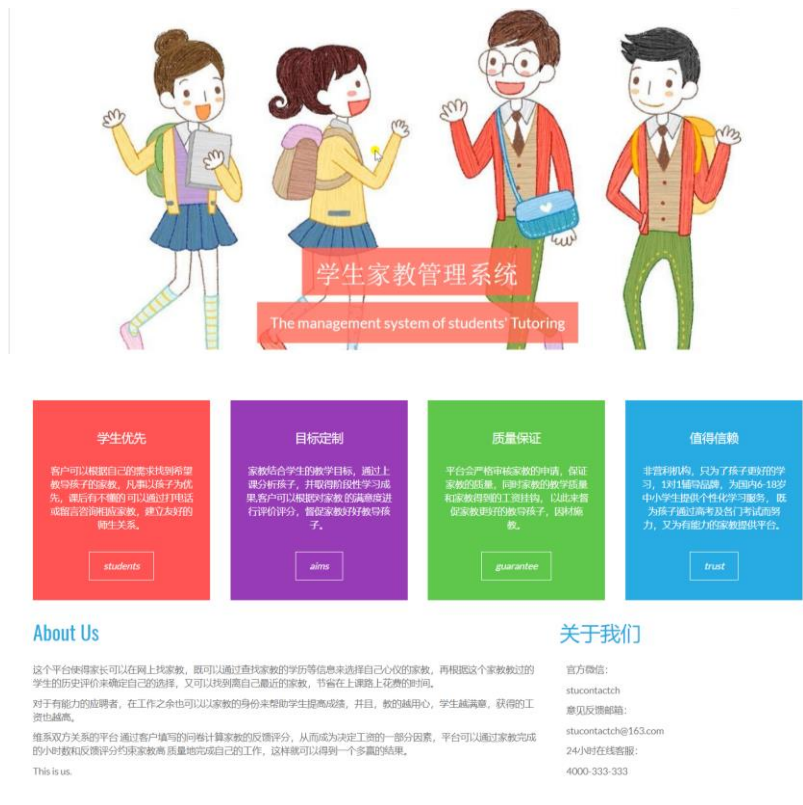 学生家教管理系统
The management system of students' Tutoring
学生优先
客户可以根据自己的需求找到希望
教导孩子的家教，凡事以孩子为优
先，课后有不懂的可以通过打电话
或留言咨询相应家教，建立友好的
师生关系。
students
目标定制
家教结合学生的教学目标，通过上
课分析孩子，并取得阶段性学习成
果,客户可以根据对家教的满意度进
行评价评分，督促家教好好教导孩
子。
aims
质量保证
平台会严格审核家教的申请，保证
家教的质量，同时家教的教学质量
和家教得到的工资挂钩，以此来督
促家教更好的教导孩子，因材施
教。
guarantee
值得信赖
非营利机构，只为了孩子更好的学
习，1对1辅导品牌，为国内6-18岁
中小学生提供个性化学习服务，既
为孩子通过高考及各门考试而努
力，又为有能力的家教提供平台。
trust
About Us
这个平台使得家长可以在网上找家教，既可以通过查找家教的学历等信息来选择自己心仪的家教，再根据这个家教教过的
学生的历史评价来确定自己的选择，又可以找到离自己最近的家教，节省在上课路上花费的时间。
对于有能力的应聘者，在工作之余也可以以家教的身份来帮助学生提高成绩，并且，教的越用心，学生越满意，获得的工
资也越高。
维系双方关系的平台通过客户填写的问卷计算家教的反馈评分，从而成为决定工资的一部分因素，平台可以通过家教完成
的小时数和反馈评分约束家教高质量地完成自己的工作，这样就可以得到一个多赢的结果。
This is us.
关于我们
官方微信：
stucontactch
意见反馈邮箱：
stucontactch@163.com
24小时在线客服：
4000-333-333